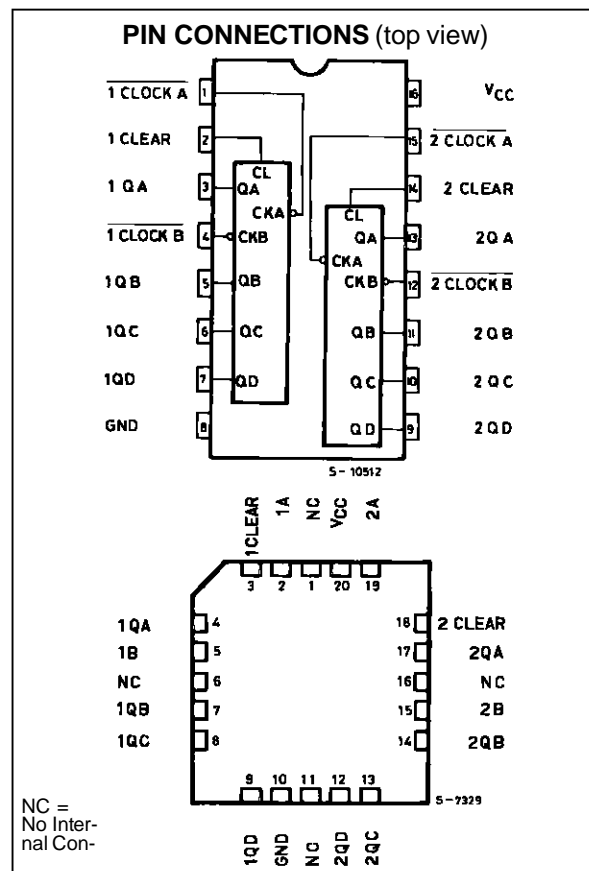 PIN CONNECTIONS (top view)
1 CLOCK A 1 16 VCC
1 CLEAR 2 15 2 CLOCK A
CL
1 QA 3 QA CKA 14 2 CLEAR
CL
1 CLOCK B 4 CKB QA 13 2QA
CKA
1QB 5 QB CKB 12 2 CLOCK B
1QC 6 QC QB 11 2QB
1QD 7 QD QC 10 2QC
GND 8 QD 9 2QD
S-10512
1CLEAR 1A NC VCC 2A
3 2 1 20 19
1QA 4 18 2 CLEAR
1B 5 17 2QA
NC 6 16 NC
1QB 7 15 2B
1QC 8 14 2QB
9 10 11 12 13
S-7329
1QD GND NC 2QD 2QC
NC =
No Inter-
nal Con-